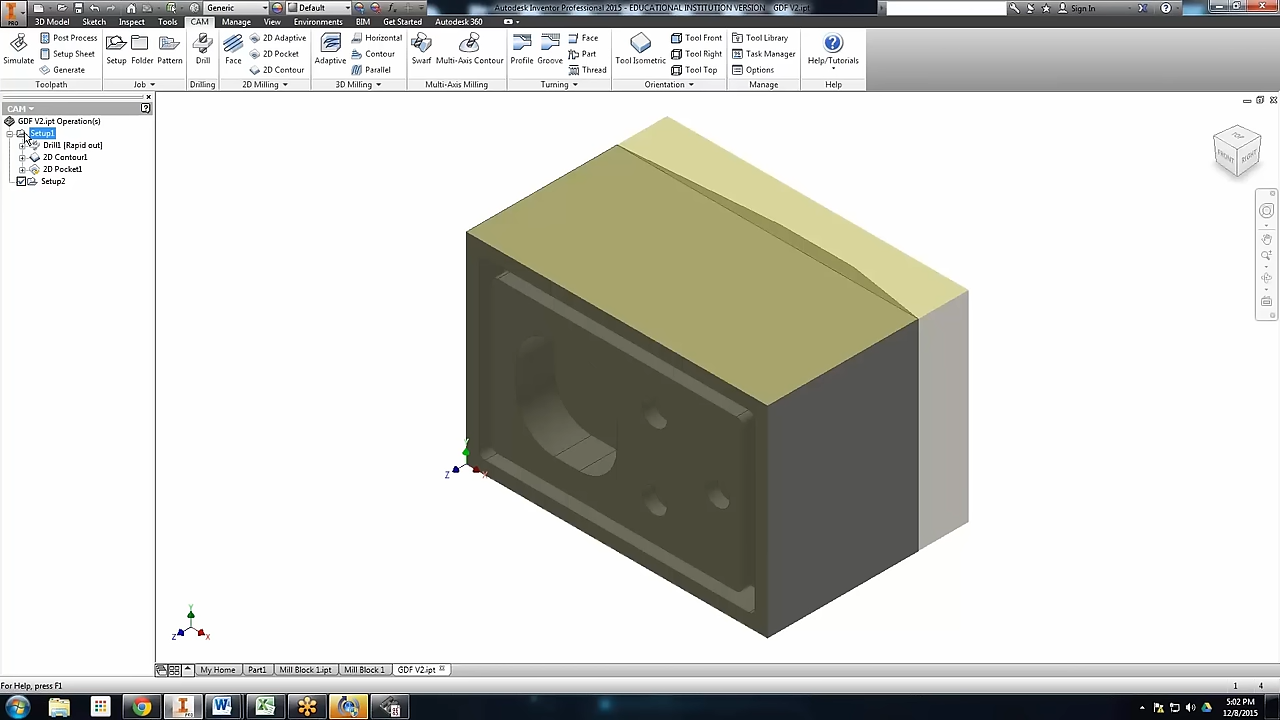 Generic
Default
Autodesk Inventor Professional 2015 - EDUCATIONAL INSTITUTION VERSION GDF V2.ipt
Sign In
PRO
3D Model
Sketch
Inspect
Tools
CAM
Manage
View
Environments
BIM
Get Started
Autodesk 360
Simulate
Post Process
Setup Sheet
Generate
Toolpath
Setup
Folder
Pattern
Job
Drill
Drilling
Face
2D Adaptive
2D Pocket
2D Contour
2D Milling
Adaptive
Horizontal
Contour
Parallel
3D Milling
Swarf
Multi-Axis Contour
Multi-Axis Milling
Profile
Groove
Face
Part
Thread
Turning
Tool Isometric
Tool Front
Tool Right
Tool Top
Orientation
Tool Library
Task Manager
Options
Manage
Help/Tutorials
Help
CAM
GDF V2.ipt Operation(s)
Setup1
Drill1 [Rapid out]
2D Contour1
2D Pocket1
Setup2
TOP
FRONT
RIGHT
Y
Z
X
Y
Z
X
My Home
Part1
Mill Block 1.ipt
Mill Block 1
GDF V2.ipt
For Help, press F1
1
4
5:02 PM
12/8/2015